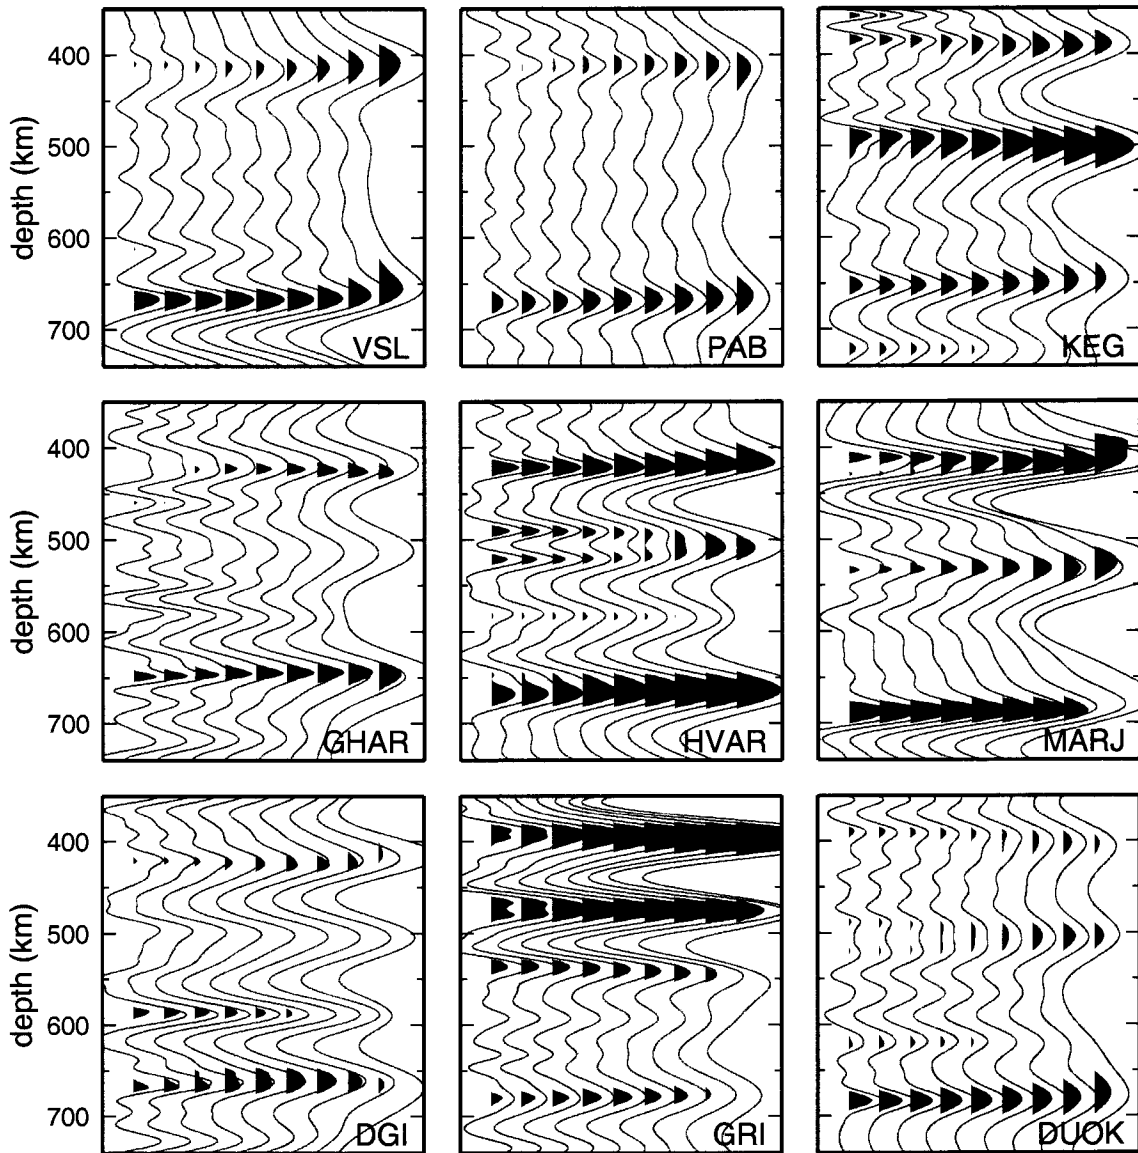 depth (km)
400
500
600
700
VSL
PAB
KEG
depth (km)
400
500
600
700
GHAR
HVAR
MARJ
depth (km)
400
500
600
700
DGI
GRI
DUOK